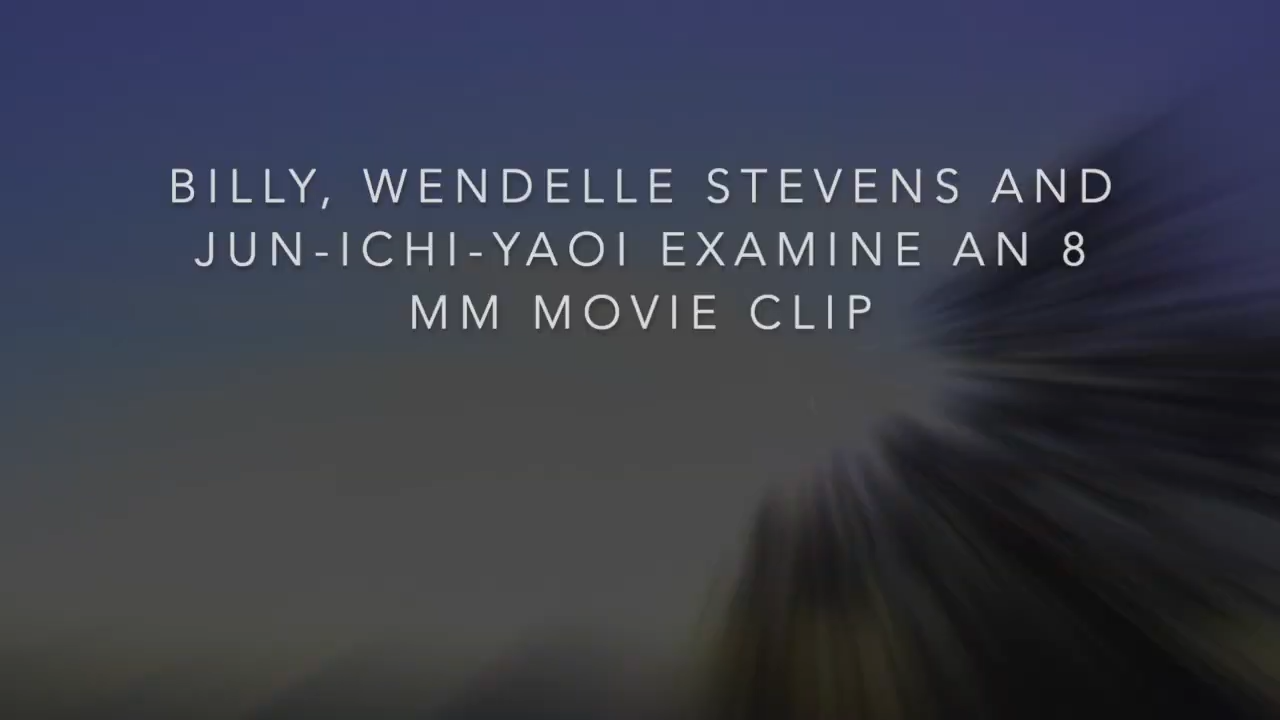 BILLY, WENDELLE STEVENS AND
JUN-ICHI-YAOI EXAMINE AN 8
MM MOVIE CLIP